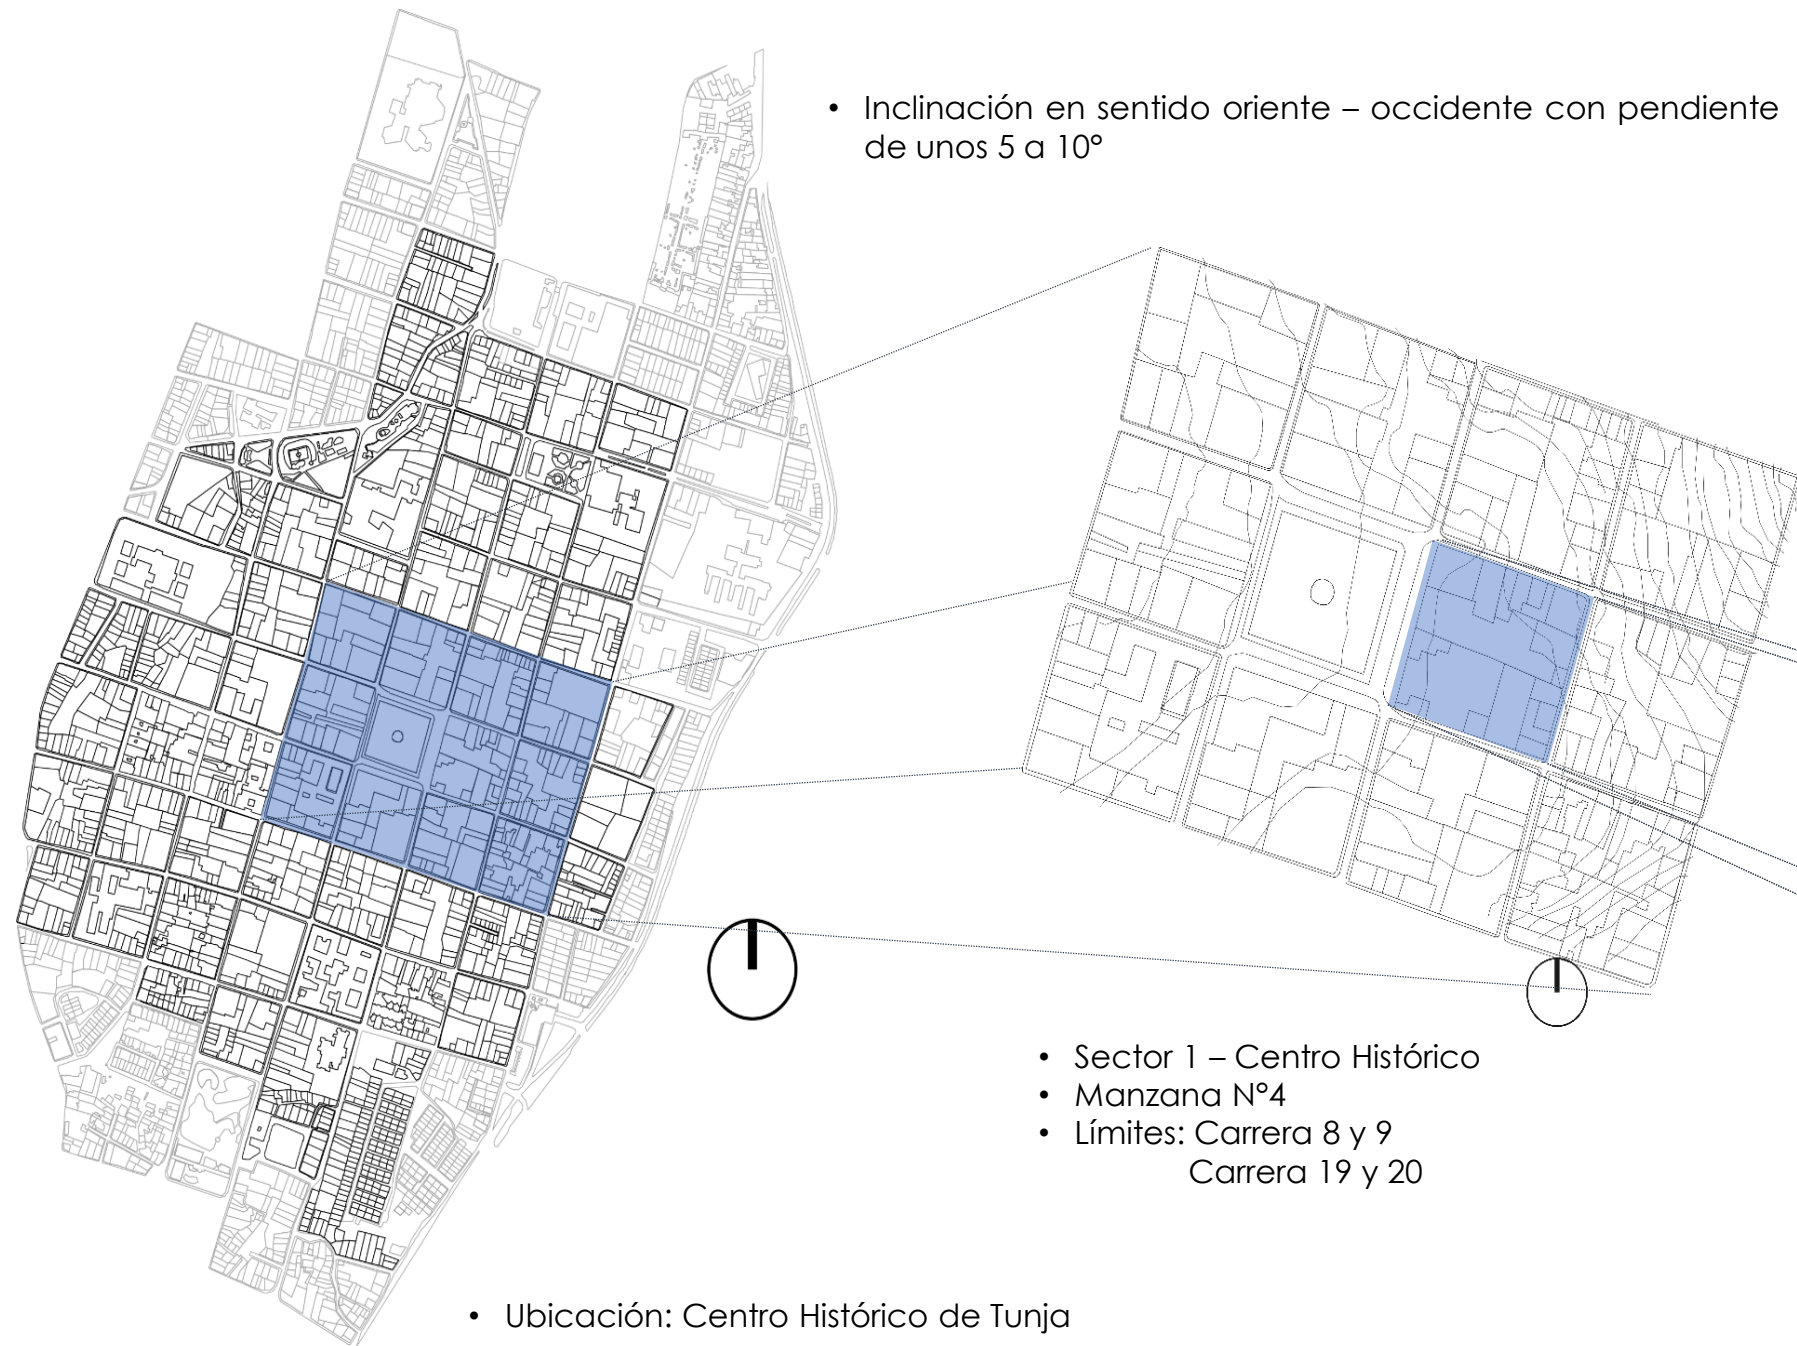 • Inclinación en sentido oriente – occidente con pendiente
de unos 5 a 10°
• Sector 1 – Centro Histórico
• Manzana N°4
• Límites: Carrera 8 y 9
Carrera 19 y 20
• Ubicación: Centro Histórico de Tunja